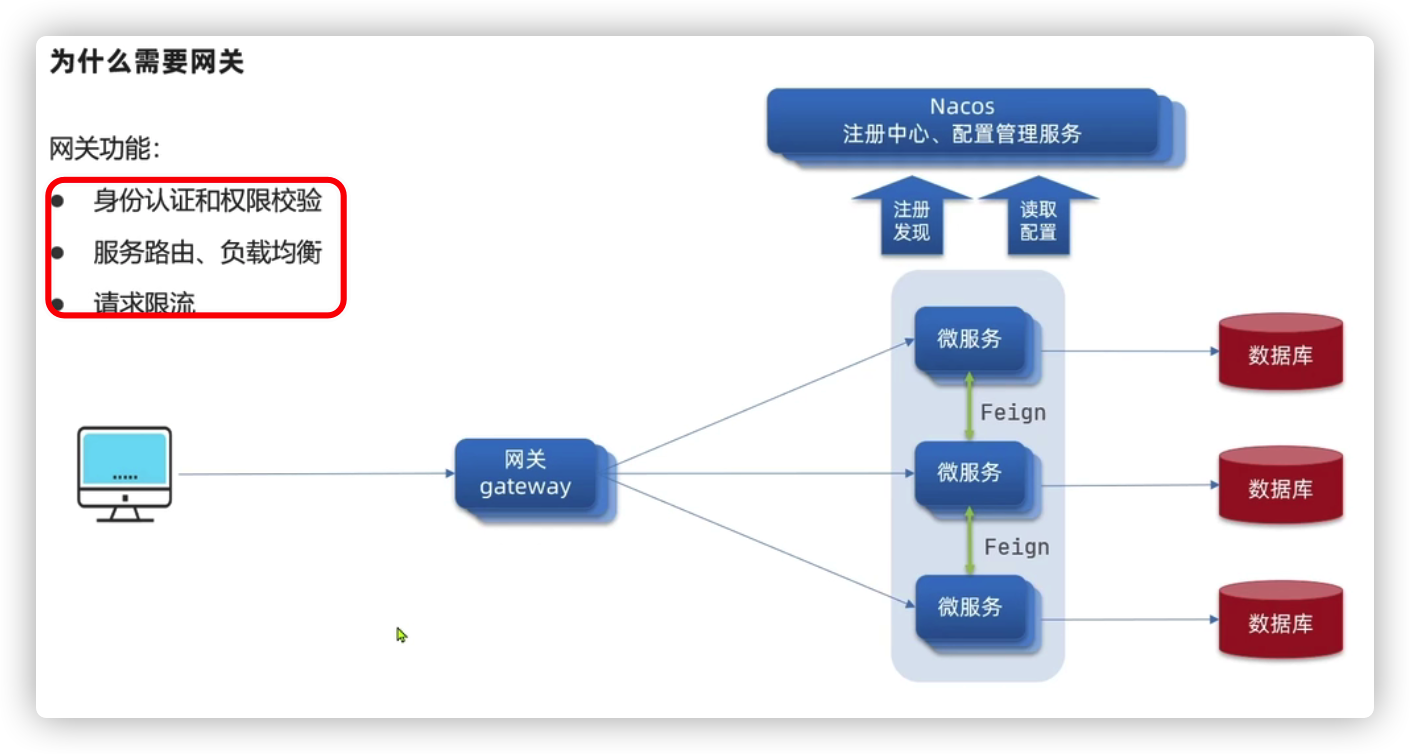 为什么需要网关
网关功能：
身份认证和权限校验
服务路由、负载均衡
请求限流
Nacos
注册中心、配置管理服务
注册
发现
读取
配置
网关
gateway
微服务
Feign
微服务
Feign
微服务
数据库
数据库
数据库